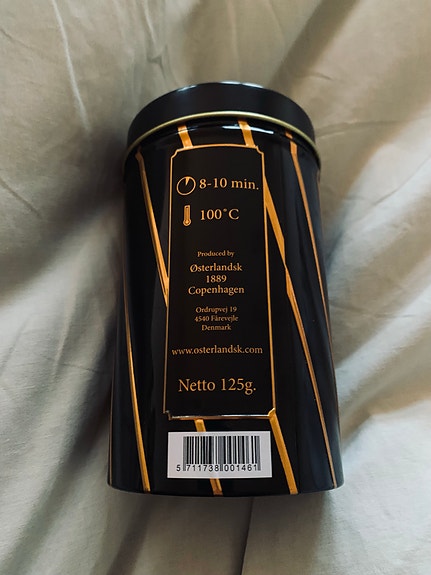 8-10 min.
100°C
Produced by
Østerlandsk
1889
Copenhagen
Ordrupvej 19
4540 Fårevejle
Denmark
www.osterlandsk.com
Netto 125g.
5 711738 001461